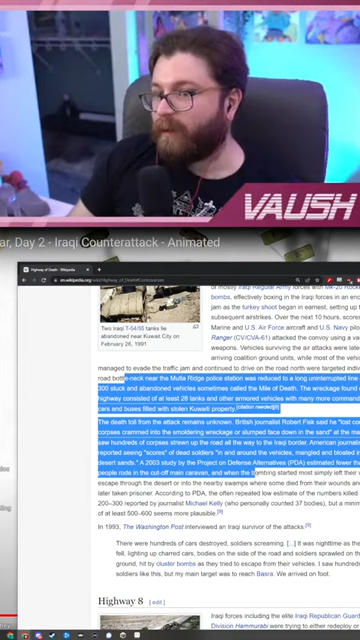 VAUSH
ar, Day 2 - Iraqi Counterattack - Animated
Highway of Death - Wikipedia
en.wikipedia.org/wiki/Highway_of_Death#Controversies
bombs, effectively boxing in the Iraqi forces in an eno
jam as the turkey shoot began in earnest, setting up t
subsequent airstrikes. Over the next 10 hours, scores
Marine and U.S. Air Force aircraft and U.S. Navy pilot
Ranger (CV/CVA-61) attacked the convoy using a va
weapons. Vehicles surviving the air attacks were later
arriving coalition ground units, while most of the vehic
Two Iraqi T-54/55 tanks lie
abandoned near Kuwait City on
February 26, 1991
managed to evade the traffic jam and continued to drive on the road north were targeted indivi
road bottle-neck near the Mutla Ridge police station was reduced to a long uninterrupted line o
300 stuck and abandoned vehicles sometimes called the Mile of Death. The wreckage found o
highway consisted of at least 28 tanks and other armored vehicles with many more comman
cars and buses filled with stolen Kuwaiti property.[citation needed][8]
The death toll from the attack remains unknown. British journalist Robert Fisk said he "lost co
corpses crammed into the smoldering wreckage or slumped face down in the sand" at the ma
saw hundreds of corpses strewn up the road all the way to the Iraqi border. American journalis
reported seeing "scores" of dead soldiers "in and around the vehicles, mangled and bloated in
desert sands." A 2003 study by the Project on Defense Alternatives (PDA) estimated fewer tha
people rode in the cut-off main caravan, and when the bombing started most simply left their v
escape through the desert or into the nearby swamps where some died from their wounds and
later taken prisoner. According to PDA, the often repeated low estimate of the numbers killed
200–300 reported by journalist Michael Kelly (who personally counted 37 bodies), but a minim
of at least 500–600 seems more plausible.[9]
In 1993, The Washington Post interviewed an Iraqi survivor of the attacks:[9]
There were hundreds of cars destroyed, soldiers screaming. [...] It was nighttime as the
fell, lighting up charred cars, bodies on the side of the road and soldiers sprawled on the
ground, hit by cluster bombs as they tried to escape from their vehicles. I saw hundreds
soldiers like this, but my main target was to reach Basra. We arrived on foot.
Highway 8 [ edit ]
Iraqi forces including the elite Iraqi Republican Guard
Infantry Division were trying to either redeploy or